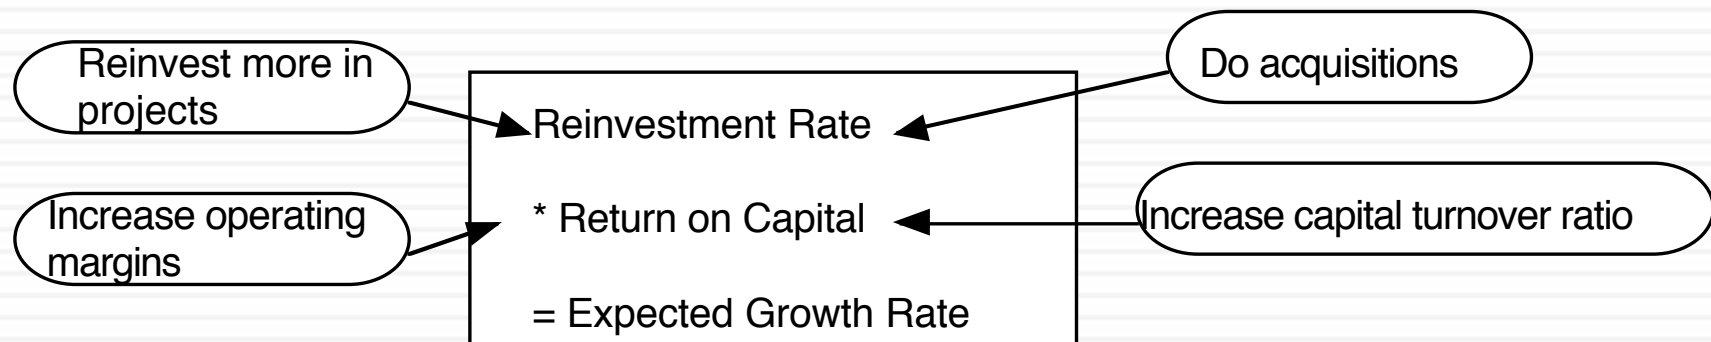 Reinvest more in
projects
Do acquisitions
Reinvestment Rate
Increase operating
margins
* Return on Capital
Increase capital turnover ratio
= Expected Growth Rate